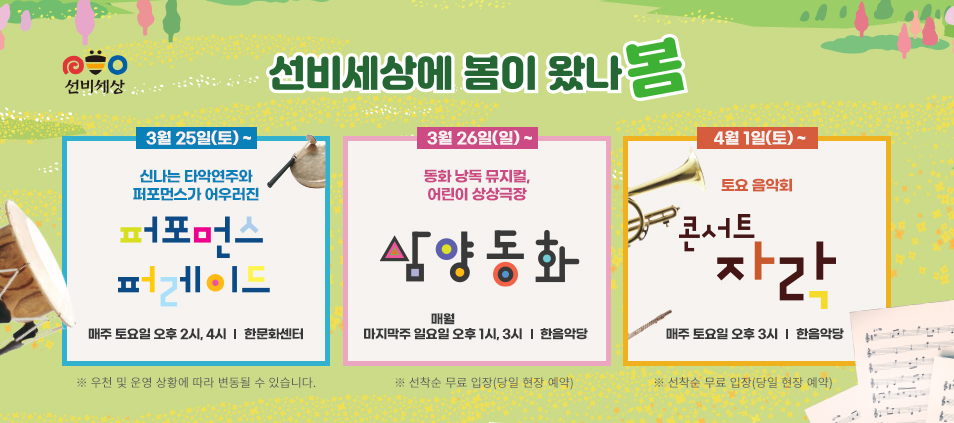 선비세상
선비세상에 봄이 왔나봄
3월 25일(토) ~
신나는 타악연주와
퍼포먼스가 어우러진
퍼포먼스
퍼레이드
매주 토요일 오후 2시, 4시 ㅣ 한문화센터
※ 우천 및 운영 상황에 따라 변동될 수 있습니다.
3월 26일(일) ~
동화 낭독 뮤지컬,
어린이 상상극장
삼양동화
매월
마지막주 일요일 오후 1시, 3시 ㅣ 한음악당
※ 선착순 무료 입장(당일 현장 예약)
4월 1일(토) ~
토요 음악회
콘서트
자락
매주 토요일 오후 3시 ㅣ 한음악당
※ 선착순 무료 입장(당일 현장 예약)